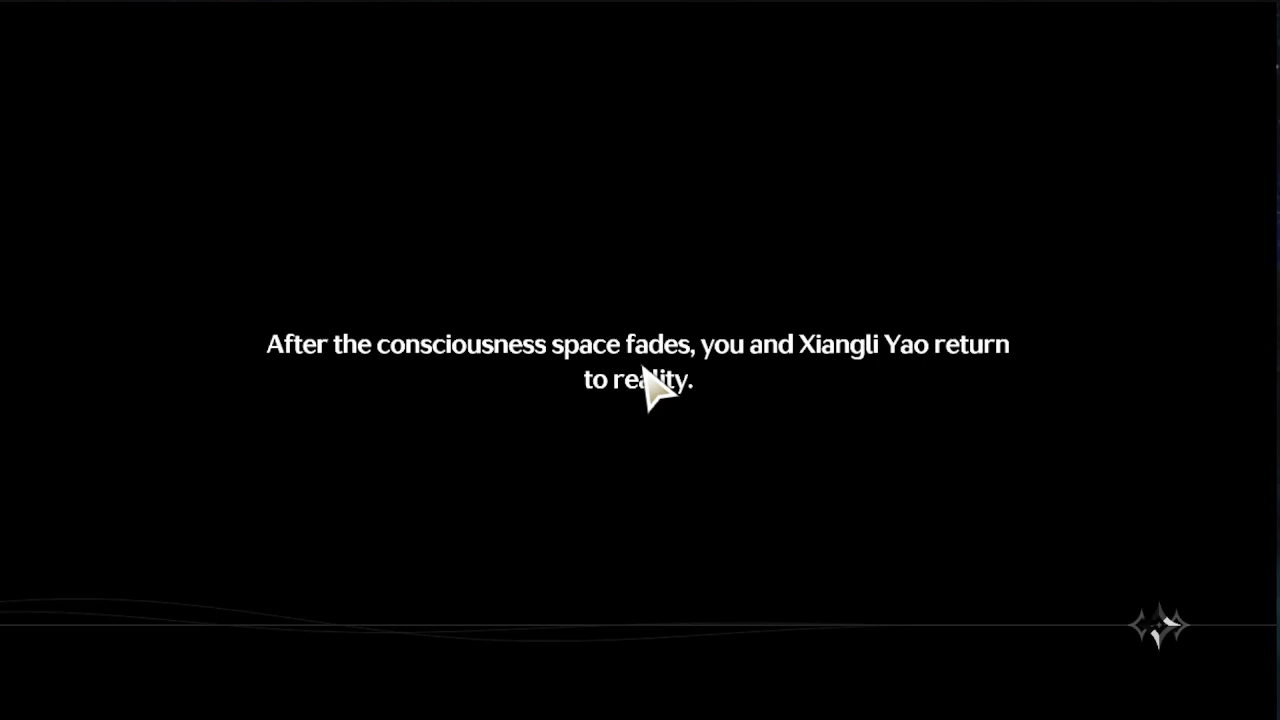 After the consciousness space fades, you and Xiangli Yao return
to reality.